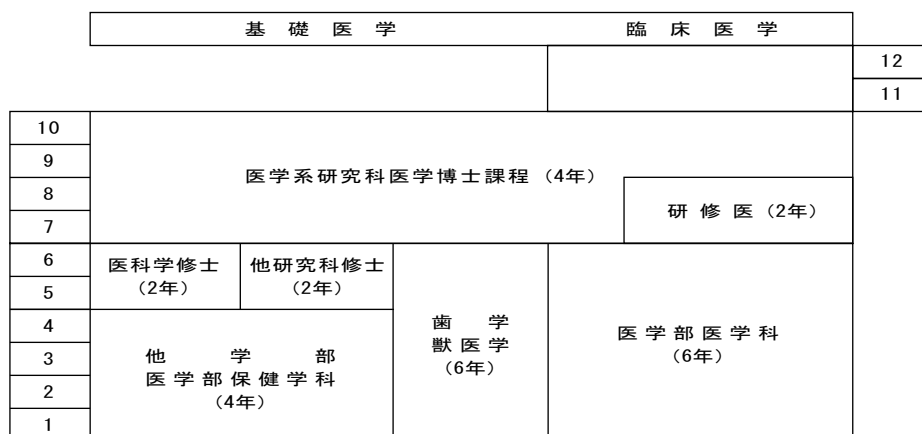 基礎医学 臨床医学
12
11
10
9
医学系研究科医学博士課程（4年）
8
研修医（2年）
7
6
医科学修士 他研究科修士
（2年） （2年）
5
4
歯学
医学部医学科
獣医学
3
他学部
（6年）
（6年）
医学部保健学科
2
（4年）
1